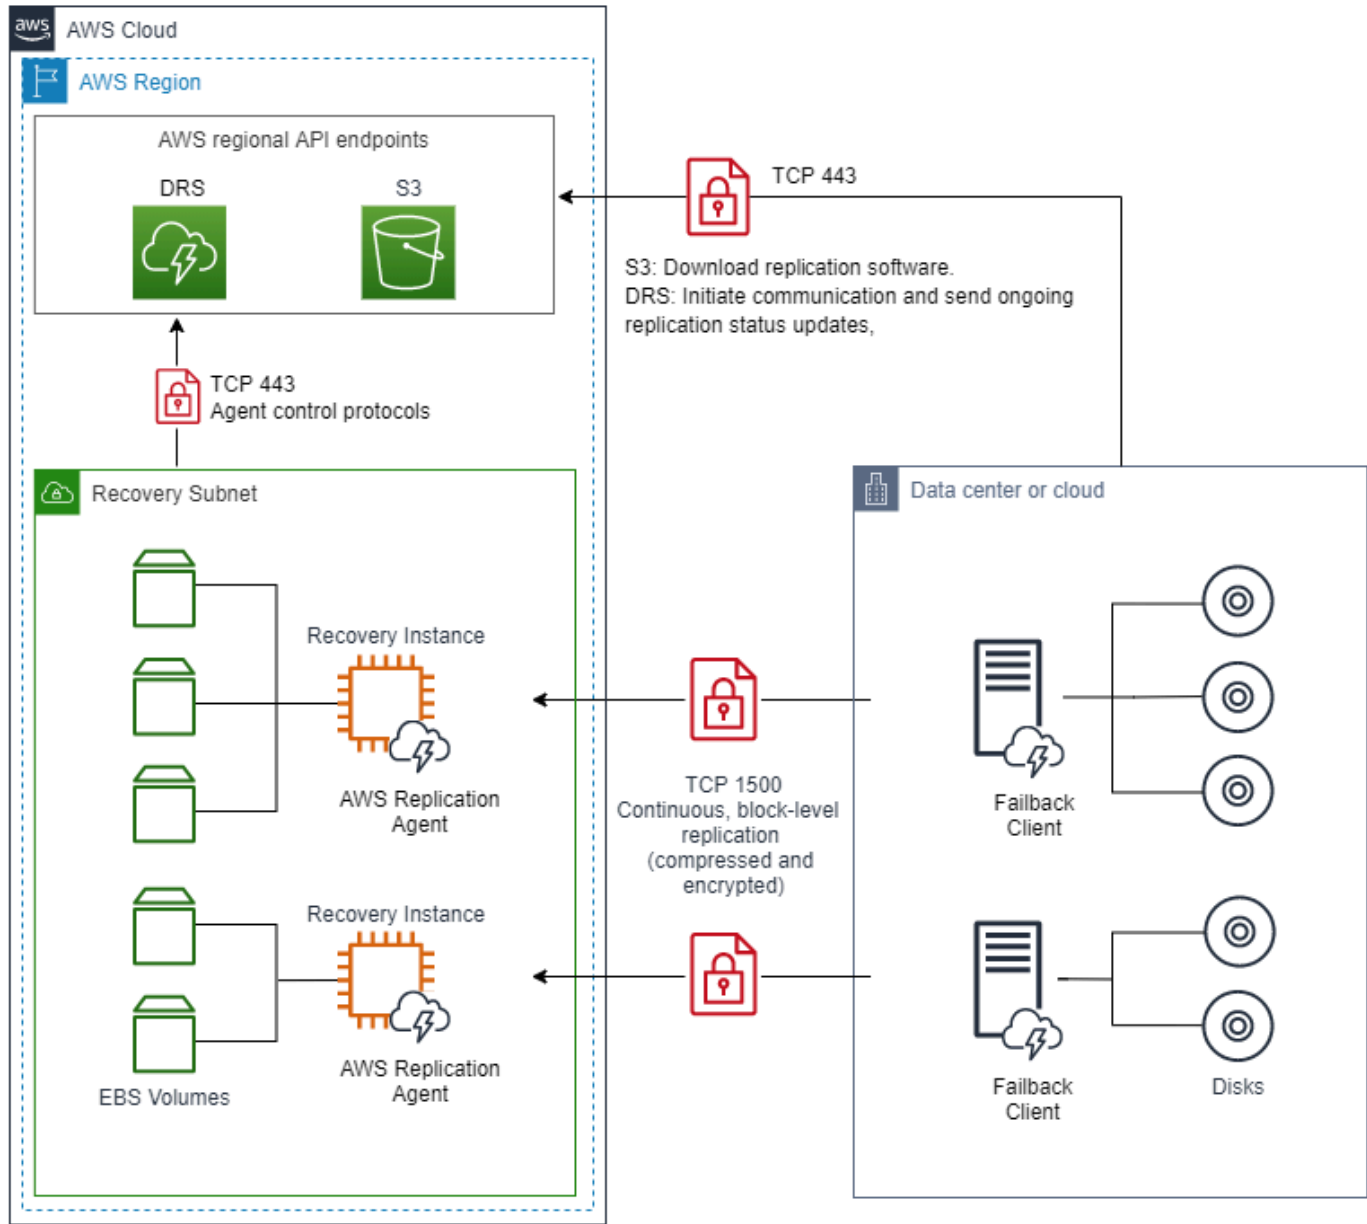 aws
AWS Cloud
AWS Region
AWS regional API endpoints
DRS
S3
TCP 443
S3: Download replication software.
DRS: Initiate communication and send ongoing
replication status updates,
TCP 443
Agent control protocols
Recovery Subnet
Data center or cloud
Recovery Instance
AWS Replication
Agent
TCP 1500
Continuous, block-level
replication
(compressed and
encrypted)
Failback
Client
Recovery Instance
AWS Replication
Agent
EBS Volumes
Failback
Client
Disks